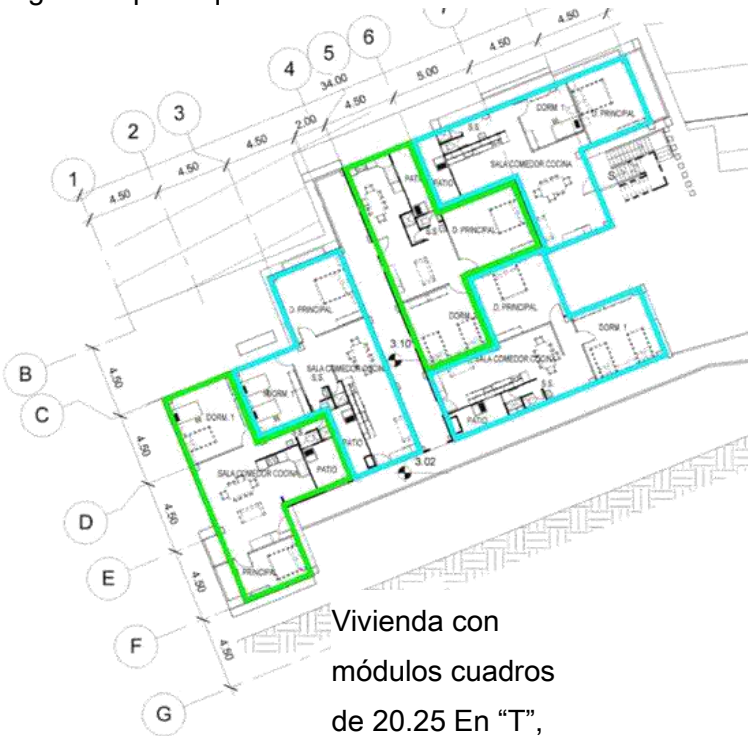 7
6
5
4
3
2
1
4.50
4.50
5.00
34.00
4.50
2.00
4.50
4.50
4.50
DORM. 1
D. PRINCIPAL
S.S.
SALA COMEDOR COCINA
PATIO
PATIO
S
S.S.
D. PRINCIPAL
D. PRINCIPAL
D. PRINCIPAL
DORM.
DORM. 1
3.10
SALA COMEDOR COCINA
SALA COMEDOR COCINA
S.S.
S.S.
PATIO
DORM. 1
DORM. 1
PATIO
SALA COMEDOR COCINA
PATIO
3.02
PRINCIPAL
B
C
D
E
F
G
4.50
4.50
4.50
4.50
4.50
Vivienda con
módulos cuadros
de 20.25 En “T”,